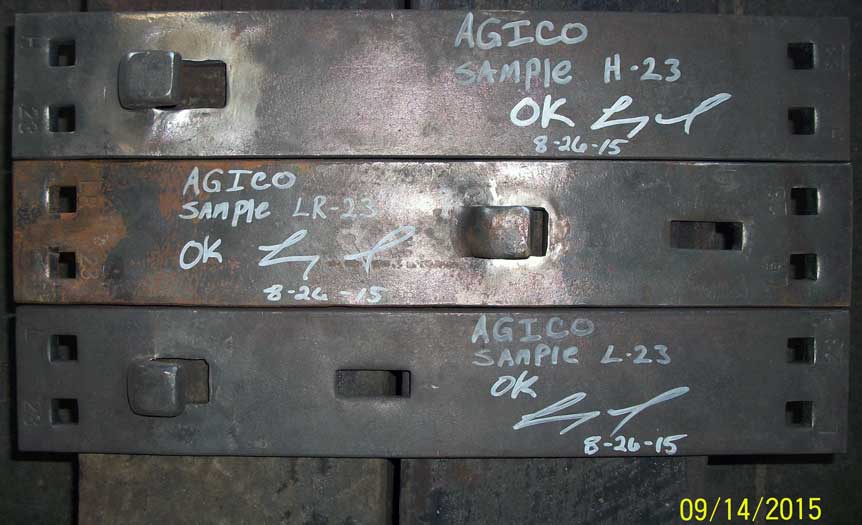 AGICO
SAMPLE H-23
OK
8-26-15
AGICO
SAMPLE LR-23
OK
8-26-15
AGICO
SAMPLE L-23
OK
8-26-15
09/14/2015